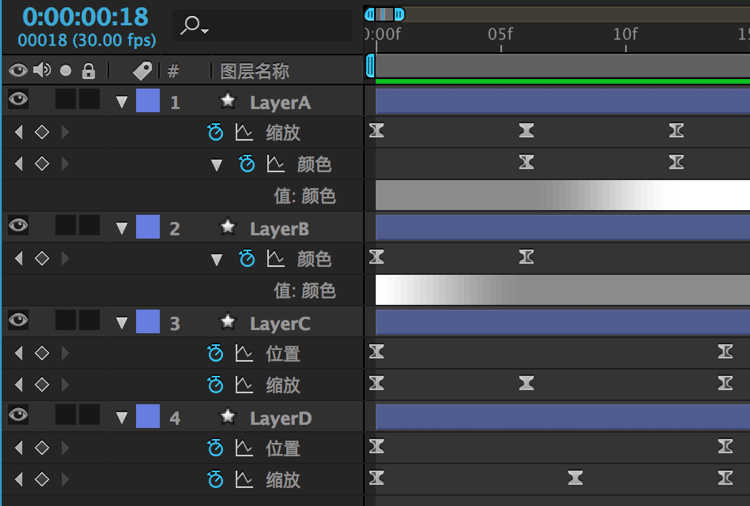 0:00:00:18
00018 (30.00 fps)
0:00f 05f 10f 15
# 图层名称
1 LayerA
缩放
颜色
值: 颜色
2 LayerB
颜色
值: 颜色
3 LayerC
位置
缩放
4 LayerD
位置
缩放